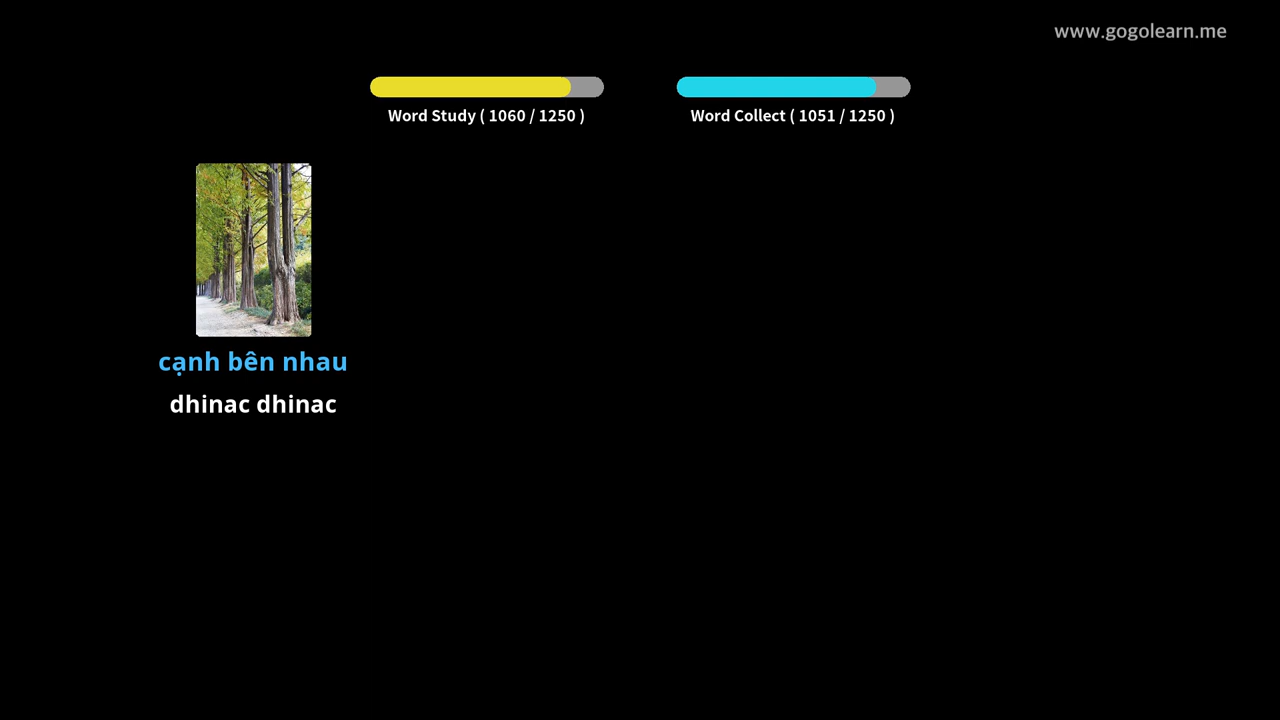 www.gogolearn.me
Word Study ( 1060 / 1250 )
Word Collect ( 1051 / 1250 )
cạnh bên nhau
dhinac dhinac